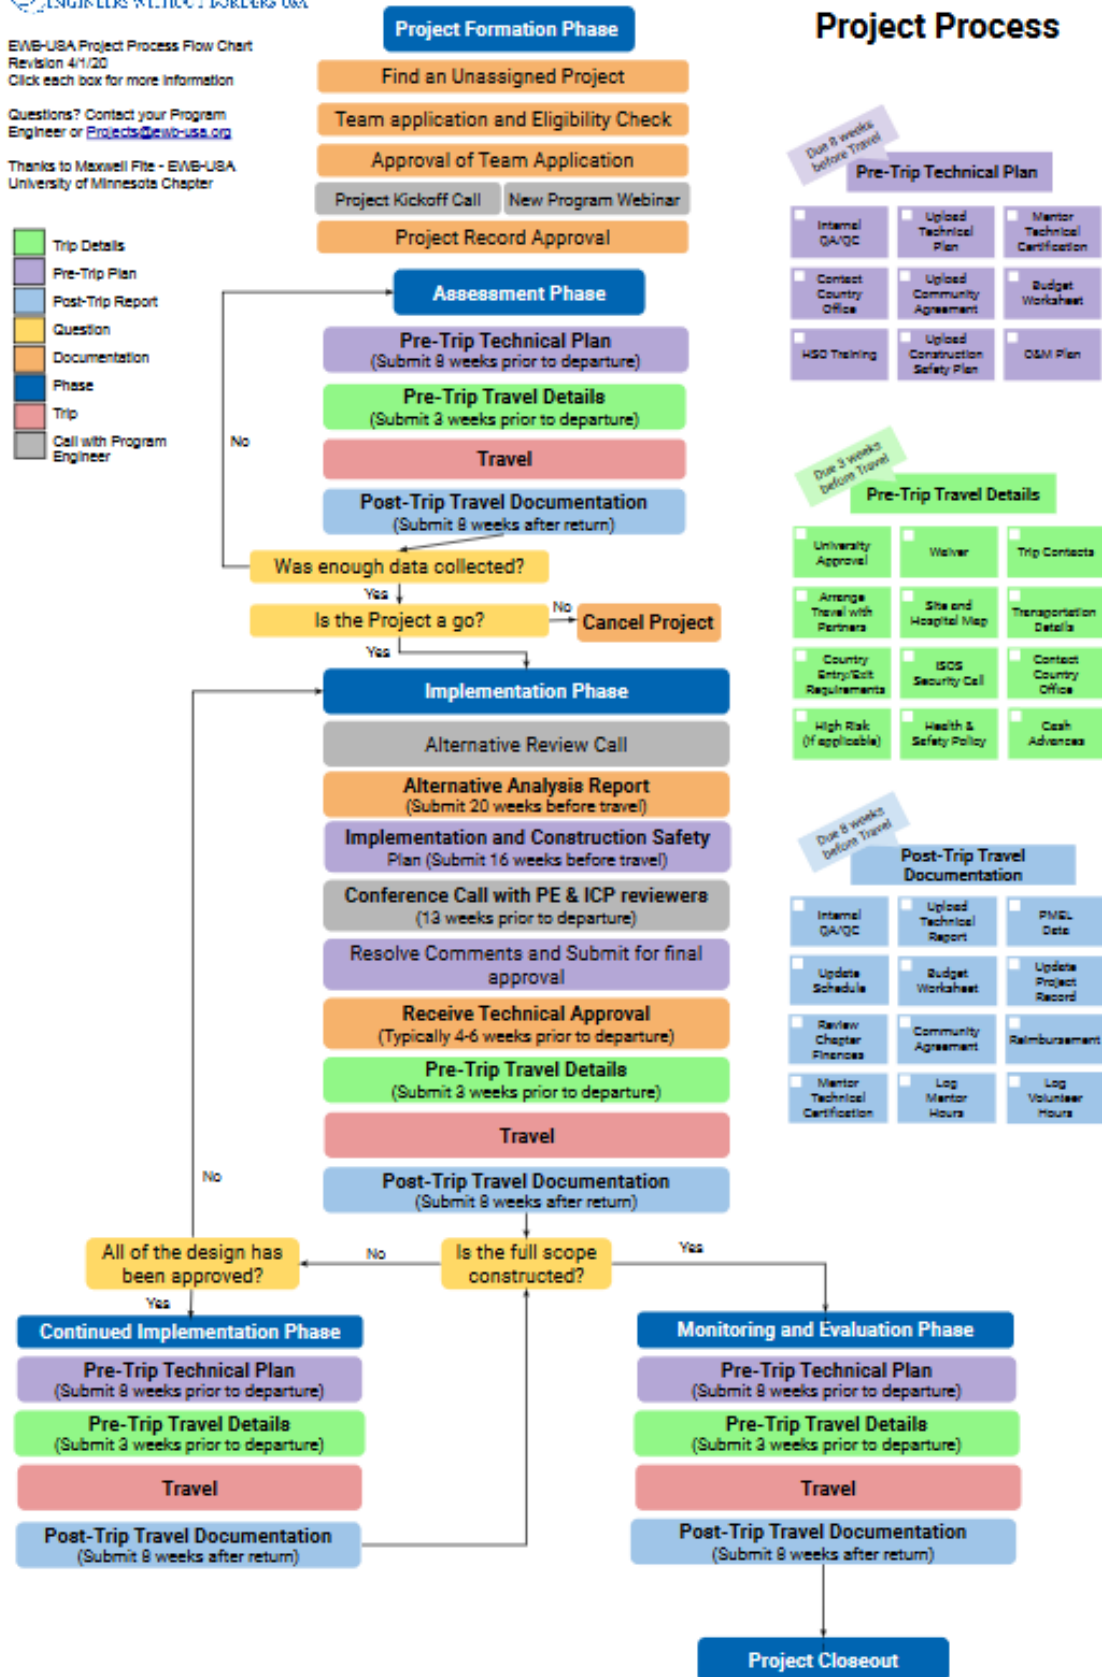 ENGINEERS WITHOUT BORDERS USA
Project Process
EWB-USA Project Process Flow Chart
Revision 4/1/20
Click each box for more information
Questions? Contact your Program
Engineer or Projects@ewb-usa.org
Thanks to Maxwell Fite - EWB-USA
University of Minnesota Chapter
Trip Details
Pre-Trip Plan
Post-Trip Report
Question
Documentation
Phase
Trip
Call with Program
Engineer
Project Formation Phase
Find an Unassigned Project
Team application and Eligibility Check
Approval of Team Application
Project Kickoff Call
New Program Webinar
Project Record Approval
Assessment Phase
Pre-Trip Technical Plan
(Submit 8 weeks prior to departure)
Pre-Trip Travel Details
(Submit 3 weeks prior to departure)
Travel
Post-Trip Travel Documentation
(Submit 8 weeks after return)
No
Was enough data collected?
Yes
Is the Project a go?
No
Cancel Project
Yes
Implementation Phase
Alternative Review Call
Alternative Analysis Report
(Submit 20 weeks before travel)
Implementation and Construction Safety
Plan (Submit 16 weeks before travel)
Conference Call with PE & ICP reviewers
(13 weeks prior to departure)
Resolve Comments and Submit for final
approval
Receive Technical Approval
(Typically 4-6 weeks prior to departure)
Pre-Trip Travel Details
(Submit 3 weeks prior to departure)
Travel
Post-Trip Travel Documentation
(Submit 8 weeks after return)
No
All of the design has
been approved?
No
Is the full scope
constructed?
Yes
Yes
Continued Implementation Phase
Pre-Trip Technical Plan
(Submit 8 weeks prior to departure)
Pre-Trip Travel Details
(Submit 3 weeks prior to departure)
Travel
Post-Trip Travel Documentation
(Submit 8 weeks after return)
Monitoring and Evaluation Phase
Pre-Trip Technical Plan
(Submit 8 weeks prior to departure)
Pre-Trip Travel Details
(Submit 3 weeks prior to departure)
Travel
Post-Trip Travel Documentation
(Submit 8 weeks after return)
Project Closeout
Due 8 weeks
before Travel
Pre-Trip Technical Plan
Internal
QA/QC
Upload
Technical
Plan
Mentor
Technical
Certification
Contact
Country
Office
Upload
Community
Agreement
Budget
Worksheet
HSO Training
Upload
Construction
Safety Plan
O&M Plan
Due 3 weeks
before Travel
Pre-Trip Travel Details
University
Approval
Waiver
Trip Contacts
Arrange
Travel with
Partners
Site and
Hospital Map
Transportation
Details
Country
Entry/Exit
Requirements
ISOS
Security Call
Contact
Country
Office
High Risk
(if applicable)
Health &
Safety Policy
Cash
Advances
Due 8 weeks
before Travel
Post-Trip Travel
Documentation
Internal
QA/QC
Upload
Technical
Report
PMEL
Data
Update
Schedule
Budget
Worksheet
Update
Project
Record
Review
Chapter
Finances
Community
Agreement
Reimbursement
Mentor
Technical
Certification
Log
Mentor
Hours
Log
Volunteer
Hours